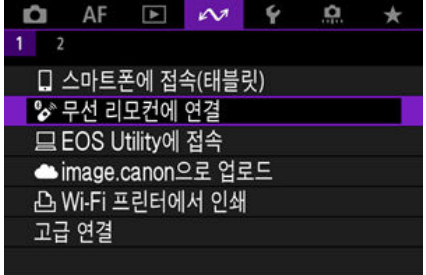 AF
1 2
스마트폰에 접속(태블릿)
무선 리모컨에 연결
EOS Utility에 접속
image.canon으로 업로드
Wi-Fi 프린터에서 인쇄
고급 연결